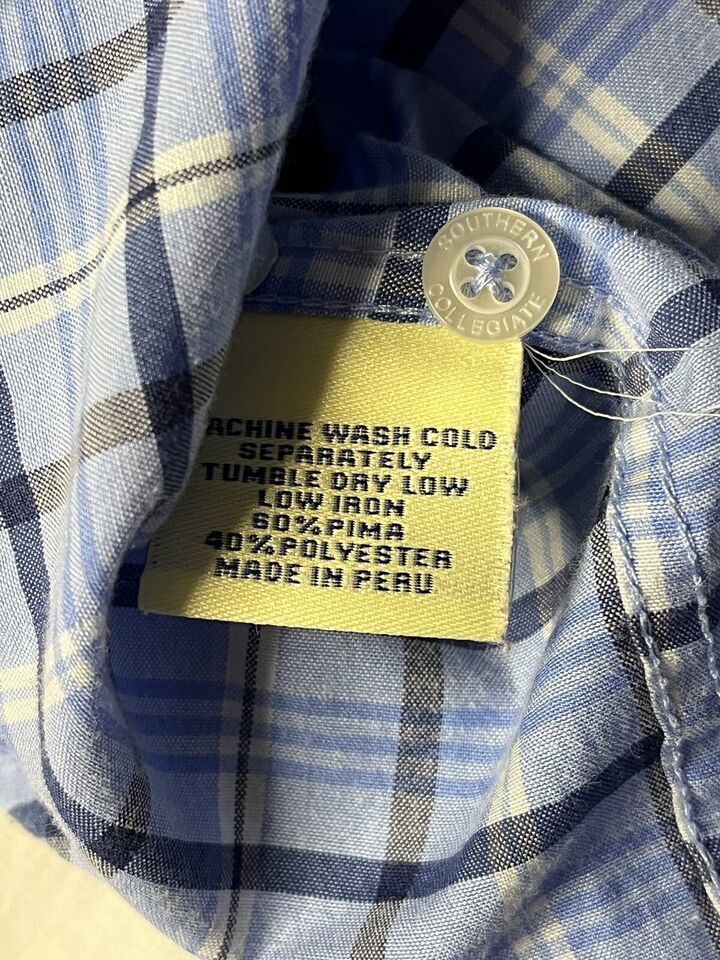 SOUTHERN
COLLEGIATE
ACHINE WASH COLD
SEPARATELY
TUMBLE DRY LOW
LOW IRON
60% PIMA
40% POLYESTER
MADE IN PERU